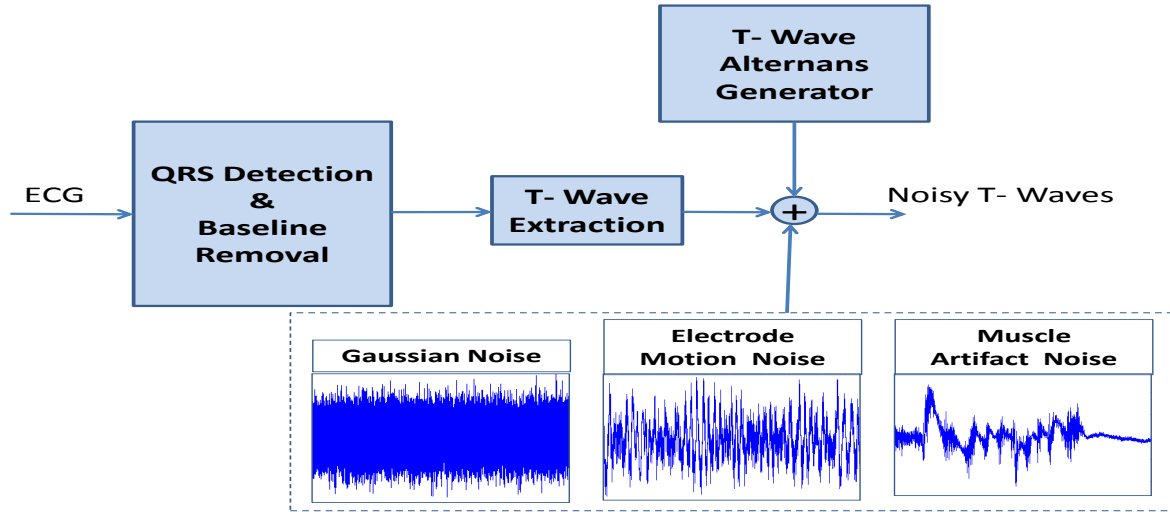 T- Wave
Alternans
Generator
ECG
QRS Detection
&
Baseline
Removal
T- Wave
Extraction
+
Noisy T- Waves
Gaussian Noise
Electrode
Motion Noise
Muscle
Artifact Noise